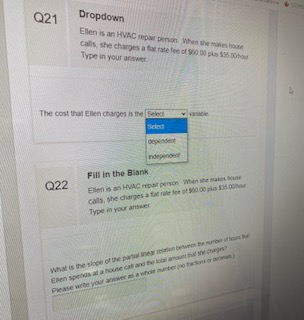 Q21
Dropdown
Ellen is an HVAC repair person. When she makes house
calls, she charges a flat rate fee of $60.00 plus $35.00/hour
Type in your answer.
The cost that Ellen charges is the Select variable.
Select
dependent
independent
Q22
Fill in the Blank
Ellen is an HVAC repair person. When she makes house
calls, she charges a flat rate fee of $60.00 plus $35.00/hour
Type in your answer.
What is the slope of the partial linear relation between the number of hours that
Ellen spends at a house call and the total amount that she charges?
Please write your answer as a whole number (no fractions or decimals.)